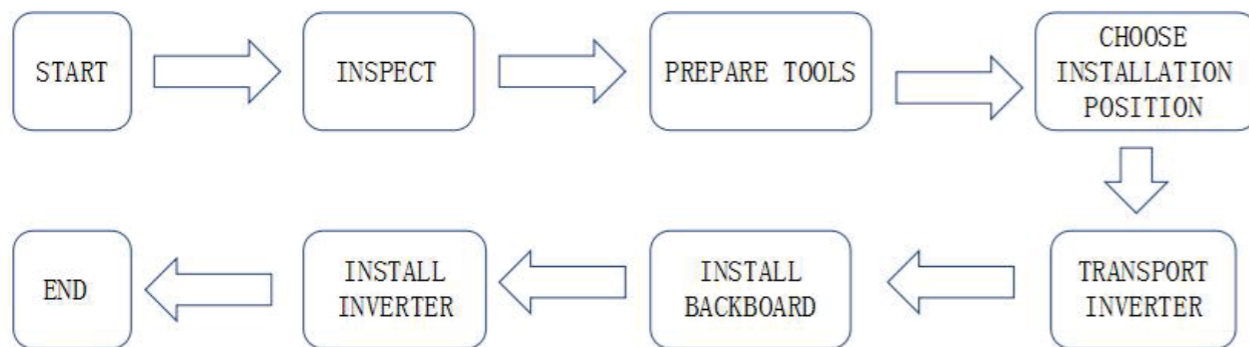 START
INSPECT
PREPARE TOOLS
CHOOSE
INSTALLATION
POSITION
TRANSPORT
INVERTER
INSTALL
BACKBOARD
INSTALL
INVERTER
END